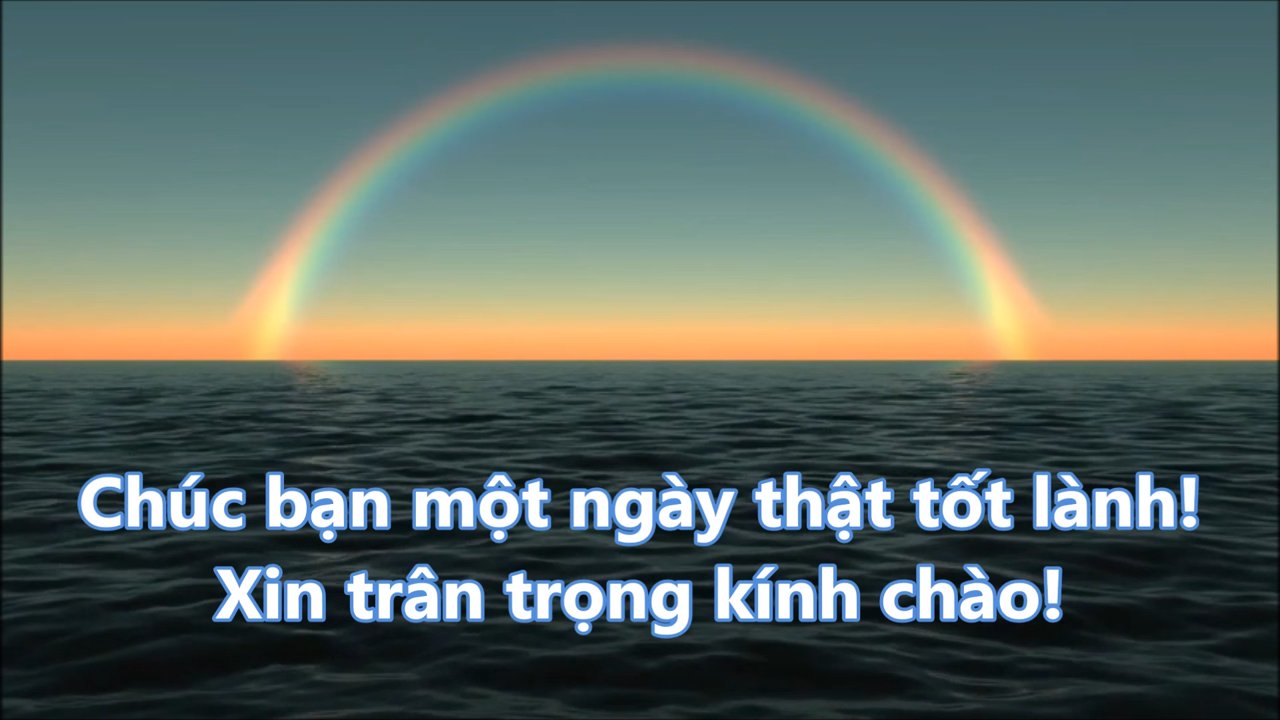 Chúc bạn một ngày thật tốt lành!
Xin trân trọng kính chào!